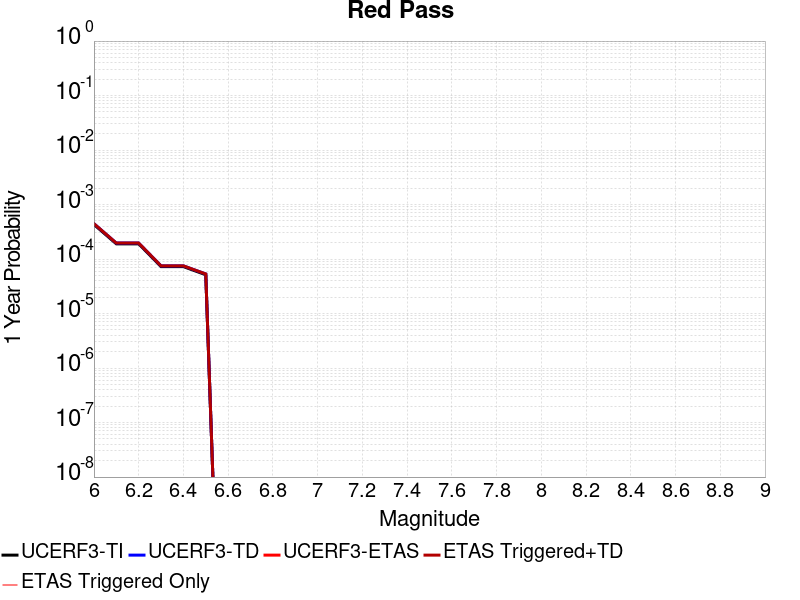 Red Pass
10^0
10^-1
10^-2
10^-3
10^-4
10^-5
10^-6
10^-7
10^-8
1 Year Probability
6 6.2 6.4 6.6 6.8 7 7.2 7.4 7.6 7.8 8 8.2 8.4 8.6 8.8 9
Magnitude
UCERF3-TI UCERF3-TD UCERF3-ETAS ETAS Triggered+TD
ETAS Triggered Only